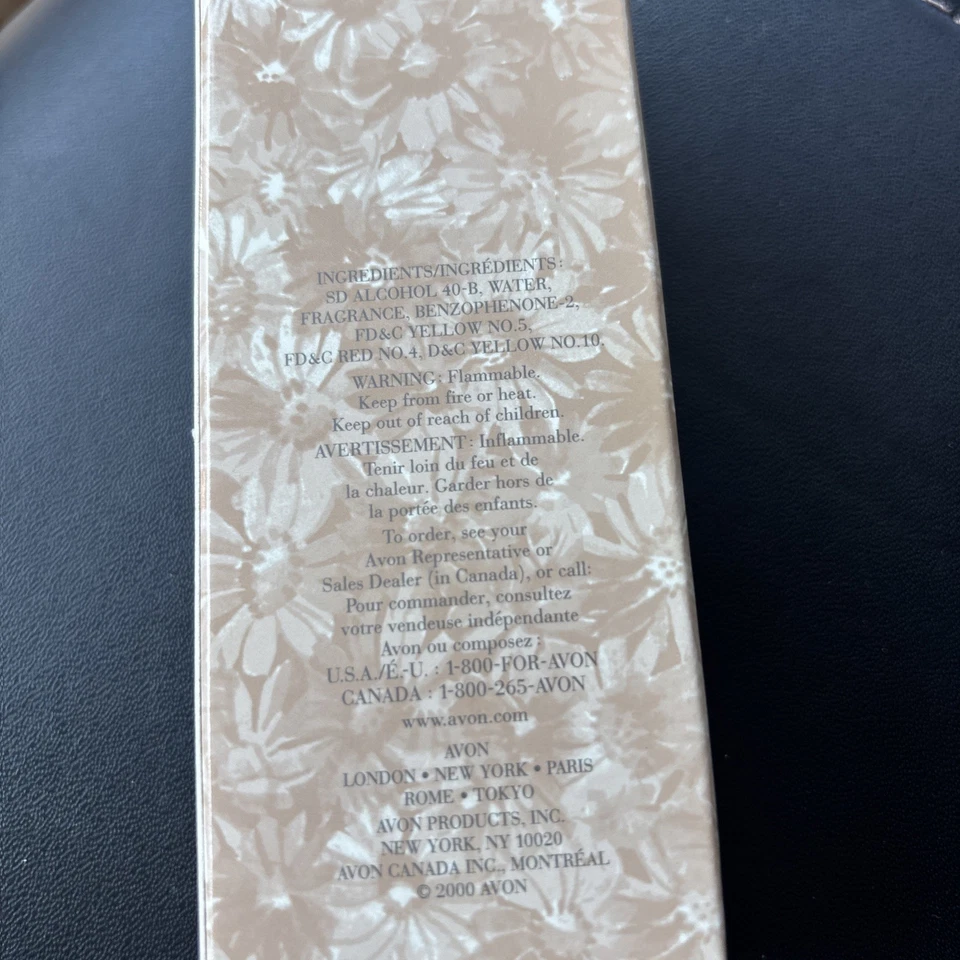 INGREDIENTS/INGRÉDIENTS:
SD ALCOHOL 40-B, WATER,
FRAGRANCE, BENZOPHENONE-2,
FD&C YELLOW NO.5,
FD&C RED NO.4, D&C YELLOW NO.10.
WARNING: Flammable.
Keep from fire or heat.
Keep out of reach of children.
AVERTISSEMENT: Inflammable.
Tenir loin du feu et de
la chaleur. Garder hors de
la portée des enfants.
To order, see your
Avon Representative or
Sales Dealer (in Canada), or call:
Pour commander, consultez
votre vendeuse indépendante
Avon ou composez:
U.S.A./É.-U. : 1-800-FOR-AVON
CANADA : 1-800-265-AVON
www.avon.com
AVON
LONDON • NEW YORK • PARIS
ROME • TOKYO
AVON PRODUCTS, INC.
NEW YORK, NY 10020
AVON CANADA INC., MONTRÉAL
© 2000 AVON